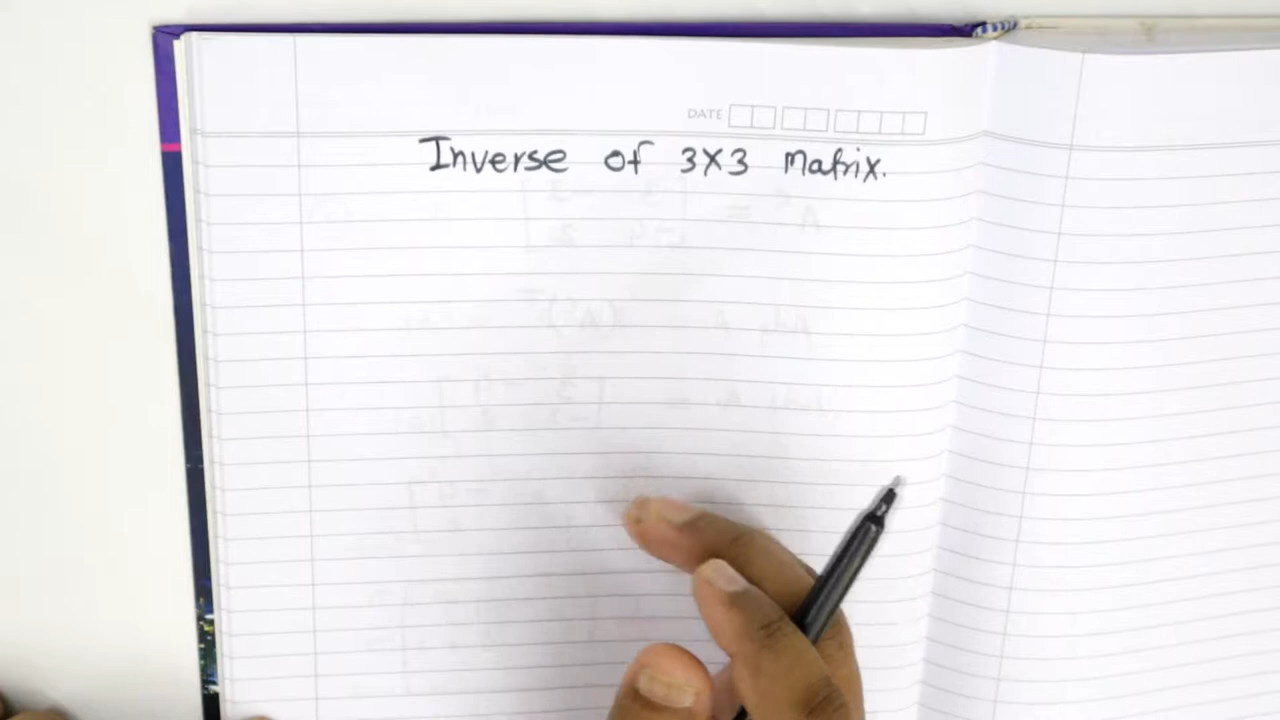 DATE
Inverse of 3X3 Matrix.